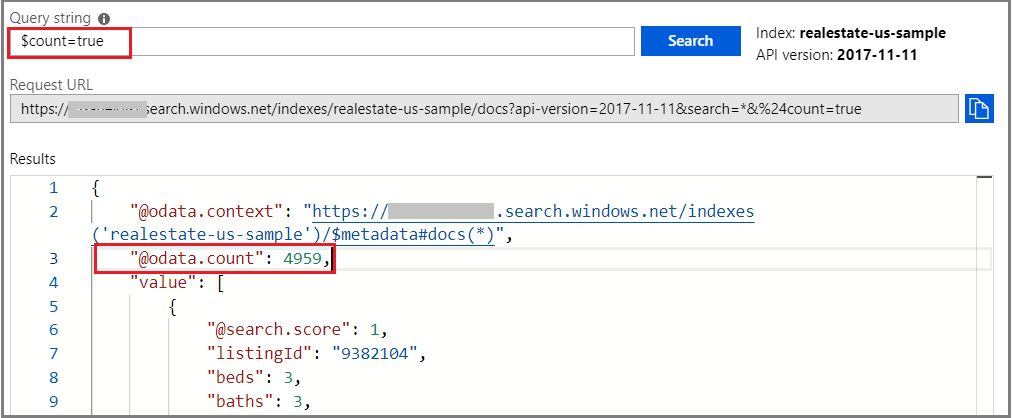 Query string
$count=true
Search
Index: realestate-us-sample
API version: 2017-11-11
Request URL
https:// search.windows.net/indexes/realestate-us-sample/docs?api-version=2017-11-11&search=*&%24count=true
Results
1 {
2 "@odata.context": "https:// .search.windows.net/indexes
('realestate-us-sample')/$metadata#docs(*)",
3 "@odata.count": 4959,
4 "value": [
5 {
6 "@search.score": 1,
7 "listingId": "9382104",
8 "beds": 3,
9 "baths": 3,